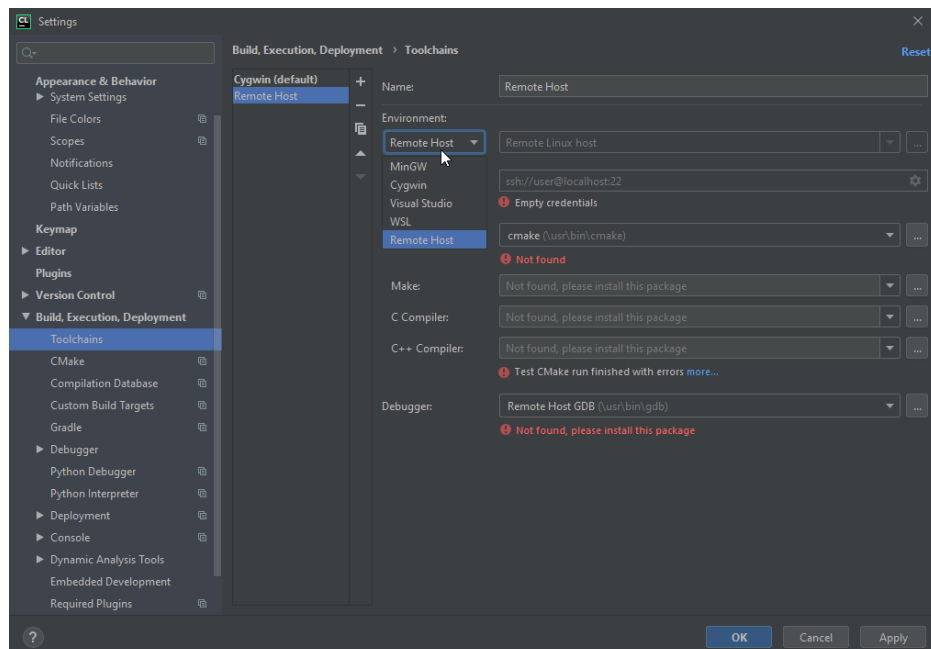 CL Settings
Build, Execution, Deployment › Toolchains
Reset
Appearance & Behavior
System Settings
File Colors
Scopes
Notifications
Quick Lists
Path Variables
Keymap
Editor
Plugins
Version Control
Build, Execution, Deployment
Toolchains
CMake
Compilation Database
Custom Build Targets
Gradle
Debugger
Python Debugger
Python Interpreter
Deployment
Console
Dynamic Analysis Tools
Embedded Development
Required Plugins
Cygwin (default)
Remote Host
Name: Remote Host
Environment:
Remote Host Remote Linux host ...
MinGW
Cygwin
Visual Studio
WSL
Remote Host
ssh://user@localhost:22
Empty credentials
cmake (\usr\bin\cmake) ...
Not found
Make: Not found, please install this package ...
C Compiler: Not found, please install this package ...
C++ Compiler: Not found, please install this package ...
Test CMake run finished with errors more...
Debugger: Remote Host GDB (\usr\bin\gdb) ...
Not found, please install this package
? OK Cancel Apply